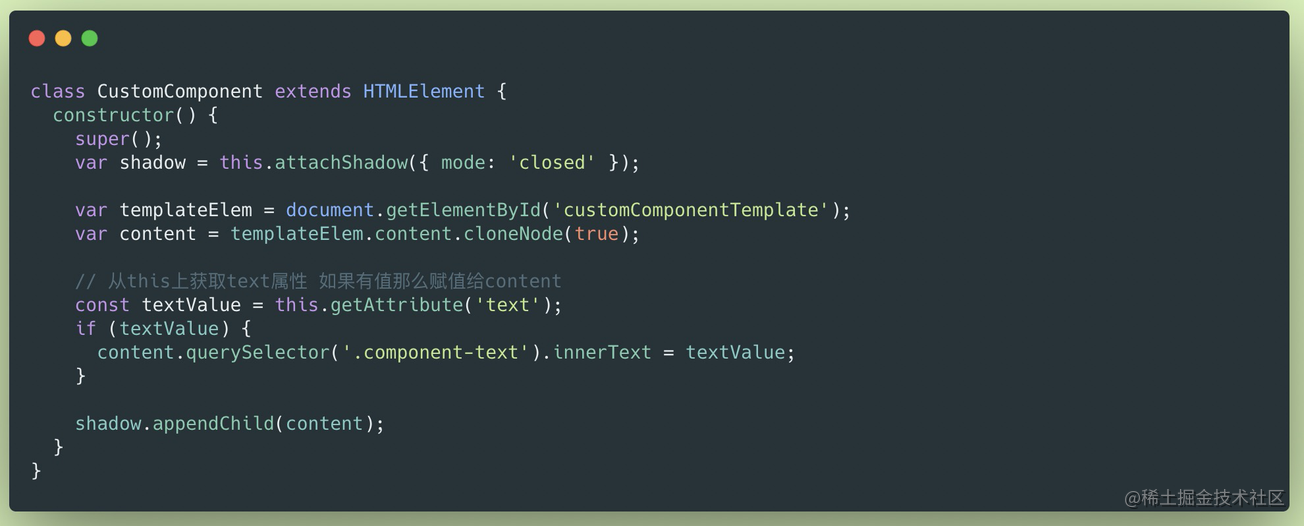 class CustomComponent extends HTMLElement {
  constructor() {
    super();
    var shadow = this.attachShadow({ mode: 'closed' });

    var templateElem = document.getElementById('customComponentTemplate');
    var content = templateElem.content.cloneNode(true);

    // 从this上获取text属性 如果有值那么赋值给content
    const textValue = this.getAttribute('text');
    if (textValue) {
      content.querySelector('.component-text').innerText = textValue;
    }

    shadow.appendChild(content);
  }
}
@稀土掘金技术社区